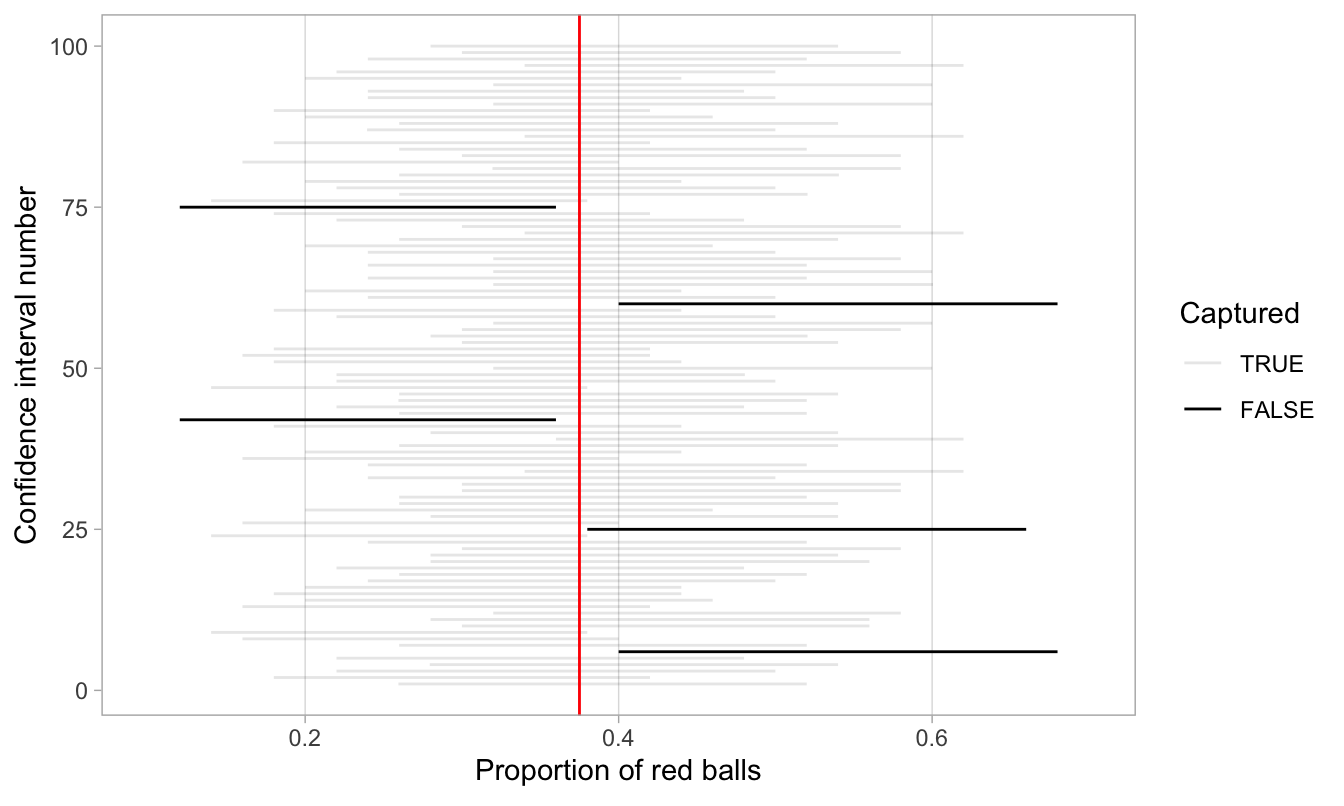 100
75
50
25
0
Confidence interval number
0.2
0.4
0.6
Proportion of red balls
Captured
TRUE
FALSE